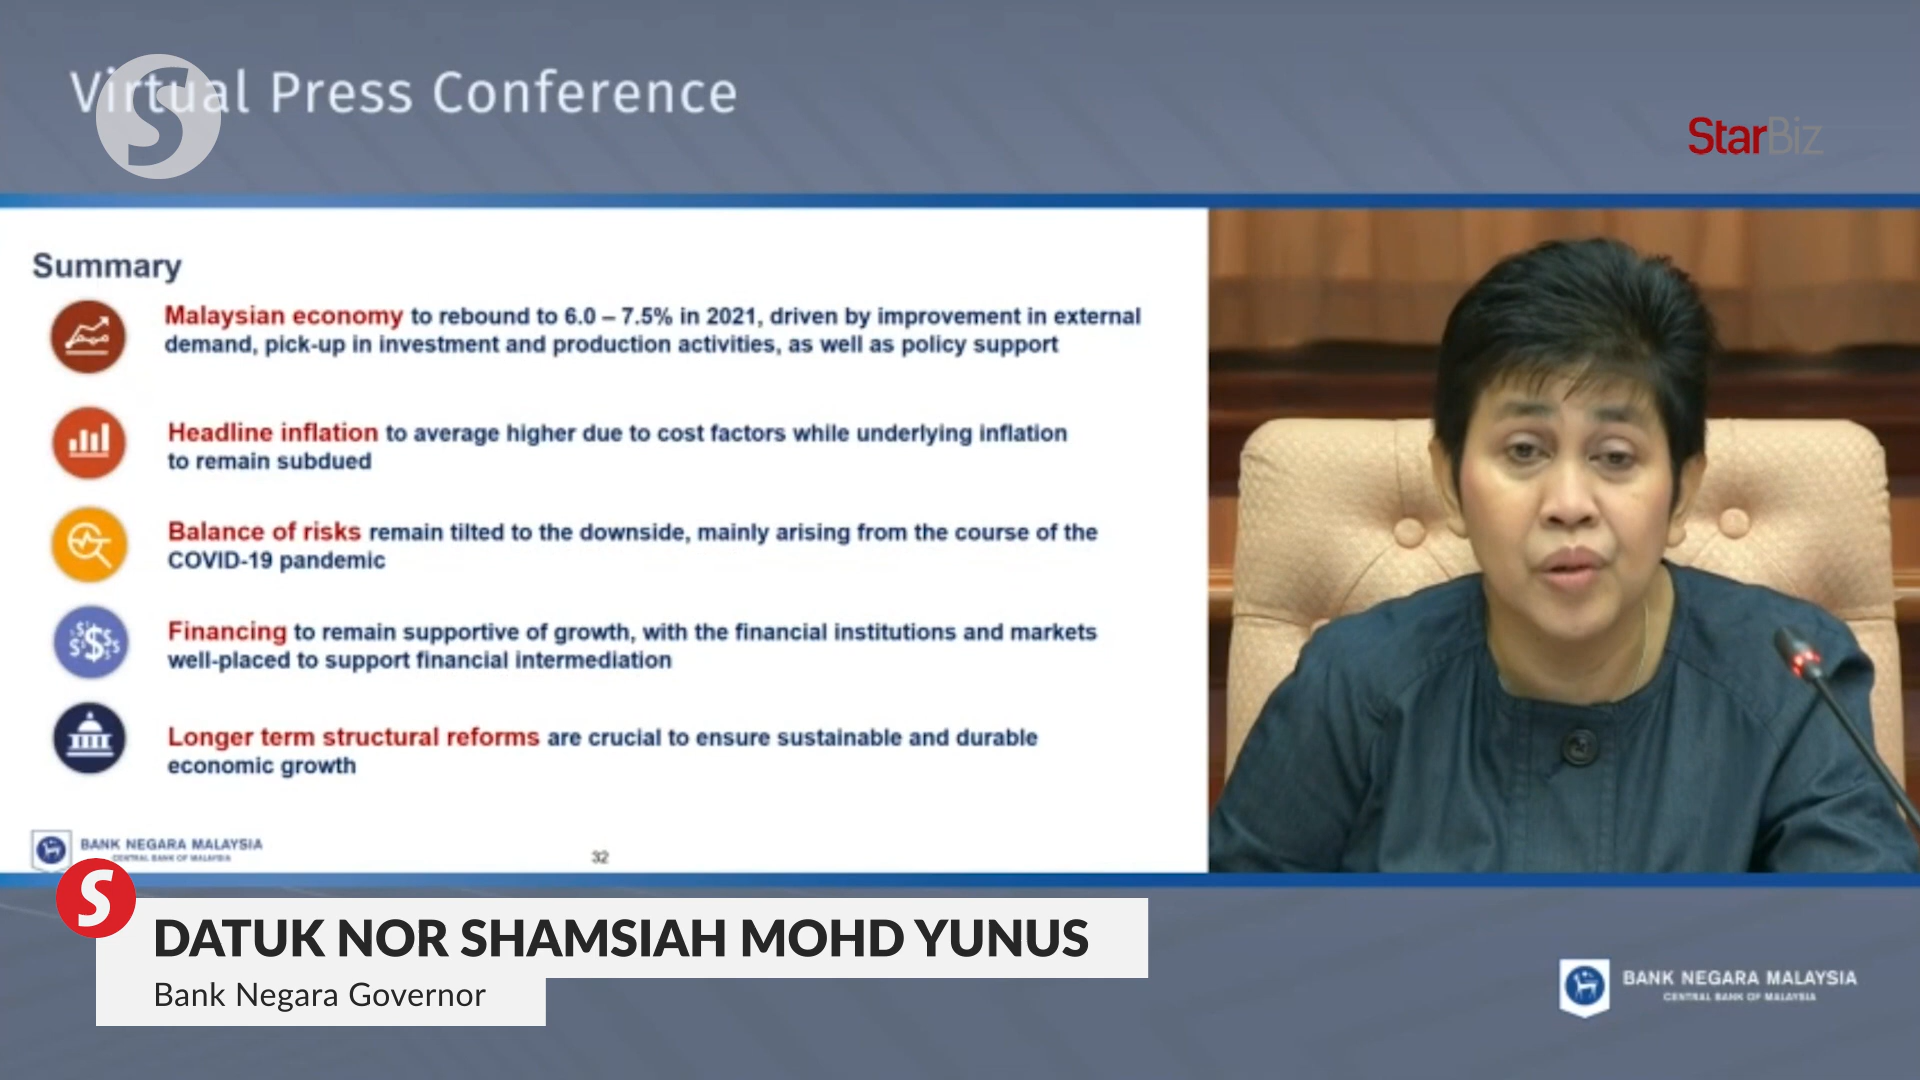 Virtual Press Conference
S
StarBiz
Summary
Malaysian economy to rebound to 6.0 – 7.5% in 2021, driven by improvement in external
demand, pick-up in investment and production activities, as well as policy support
Headline inflation to average higher due to cost factors while underlying inflation
to remain subdued
Balance of risks remain tilted to the downside, mainly arising from the course of the
COVID-19 pandemic
Financing to remain supportive of growth, with the financial institutions and markets
well-placed to support financial intermediation
Longer term structural reforms are crucial to ensure sustainable and durable
economic growth
BANK NEGARA MALAYSIA
CENTRAL BANK OF MALAYSIA
32
S
DATUK NOR SHAMSIAH MOHD YUNUS
Bank Negara Governor
BANK NEGARA MALAYSIA
CENTRAL BANK OF MALAYSIA